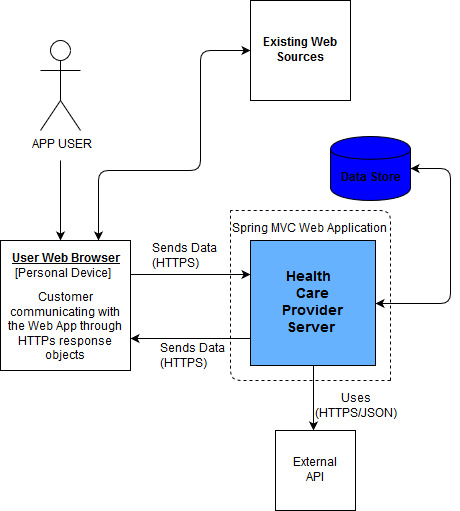 Existing Web
Sources
APP USER
Data Store
Spring MVC Web Application
User Web Browser
[Personal Device]
Customer
communicating with
the Web App through
HTTPs response
objects
Sends Data
(HTTPS)
Health
Care
Provider
Server
Sends Data
(HTTPS)
Uses
(HTTPS/JSON)
External
API